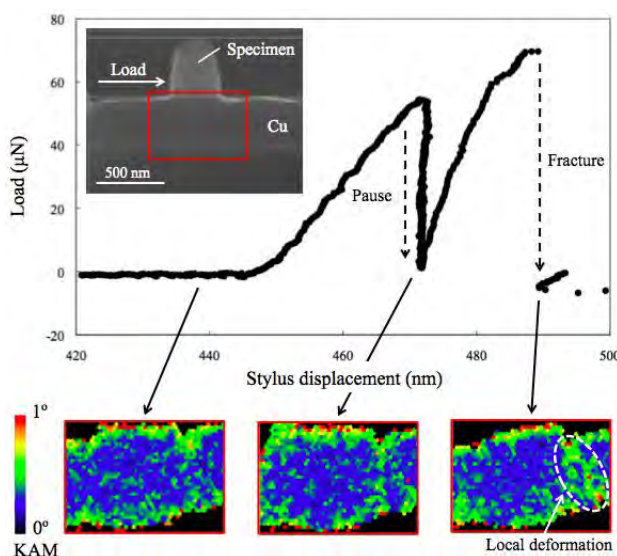 80
60
40
20
0
-20
Load (μN)
Specimen
Load
Cu
500 nm
Pause
Fracture
420
440
460
480
500
Stylus displacement (nm)
1°
0°
KAM
Local deformation